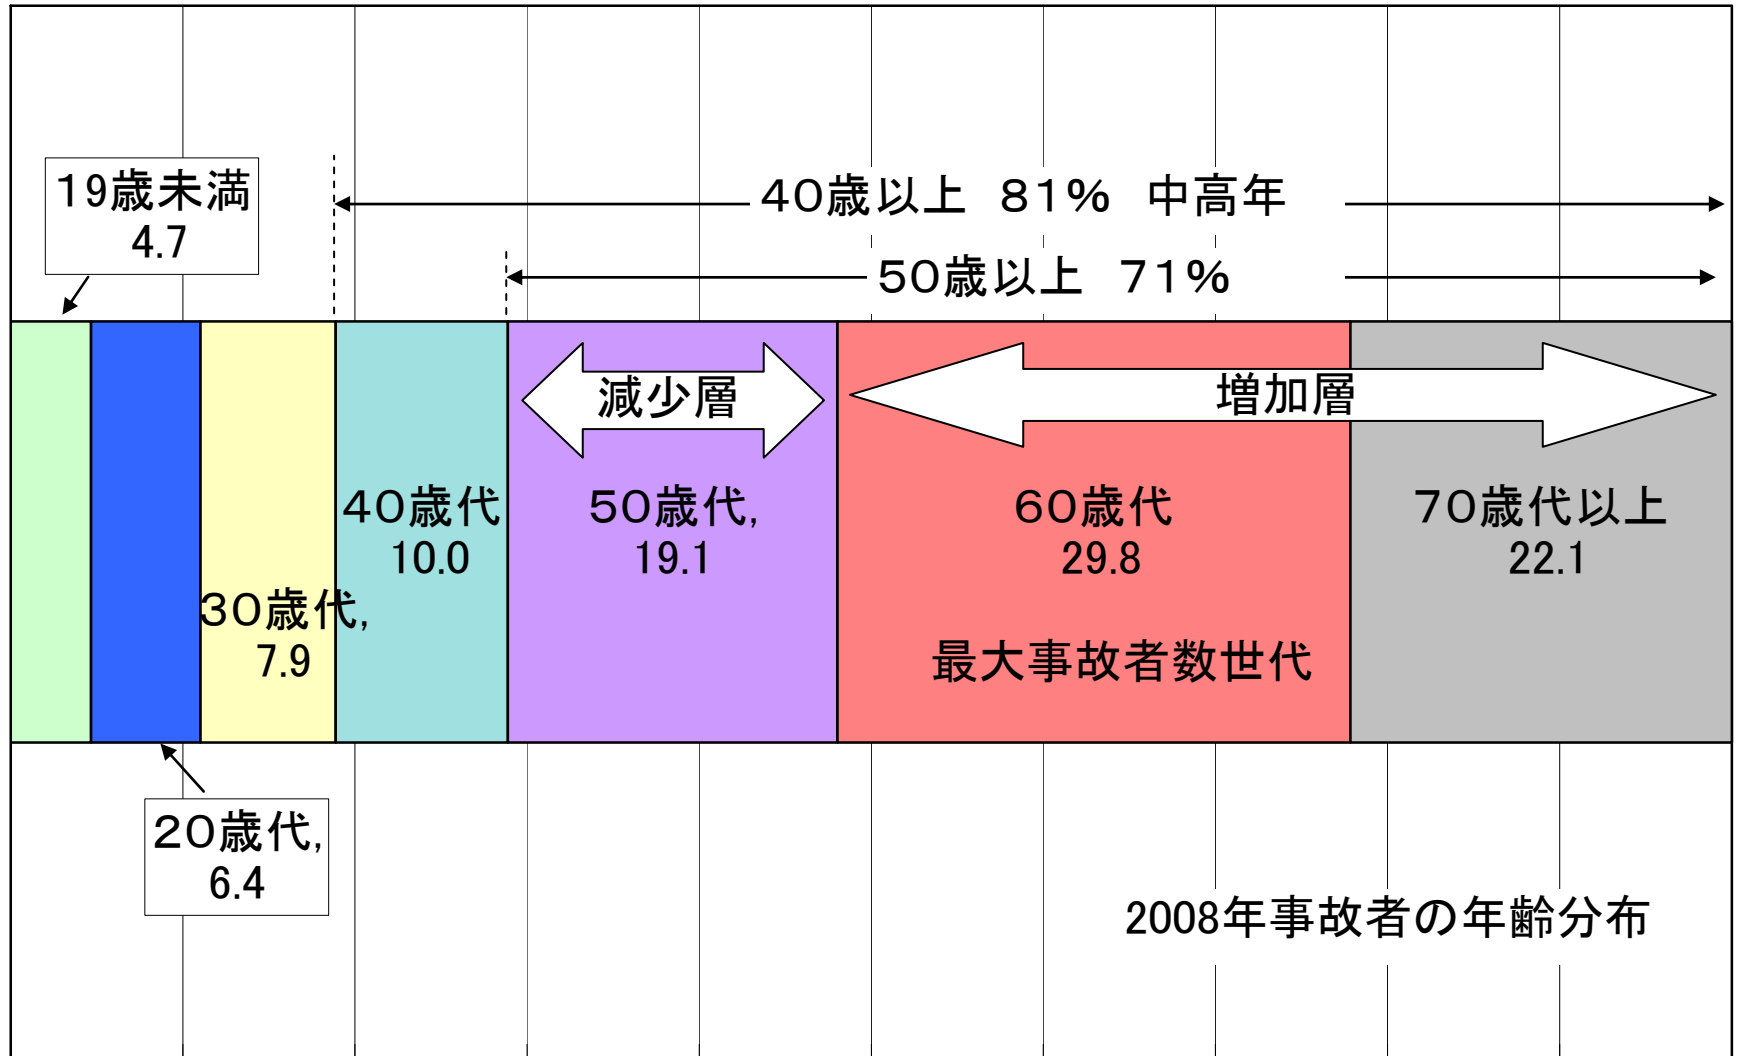 19歳未満
4.7
40歳以上　81%　中高年
50歳以上　71%
減少層
増加層
40歳代
10.0
50歳代,
19.1
60歳代
29.8
70歳代以上
22.1
30歳代,
7.9
最大事故者数世代
20歳代,
6.4
2008年事故者の年齢分布